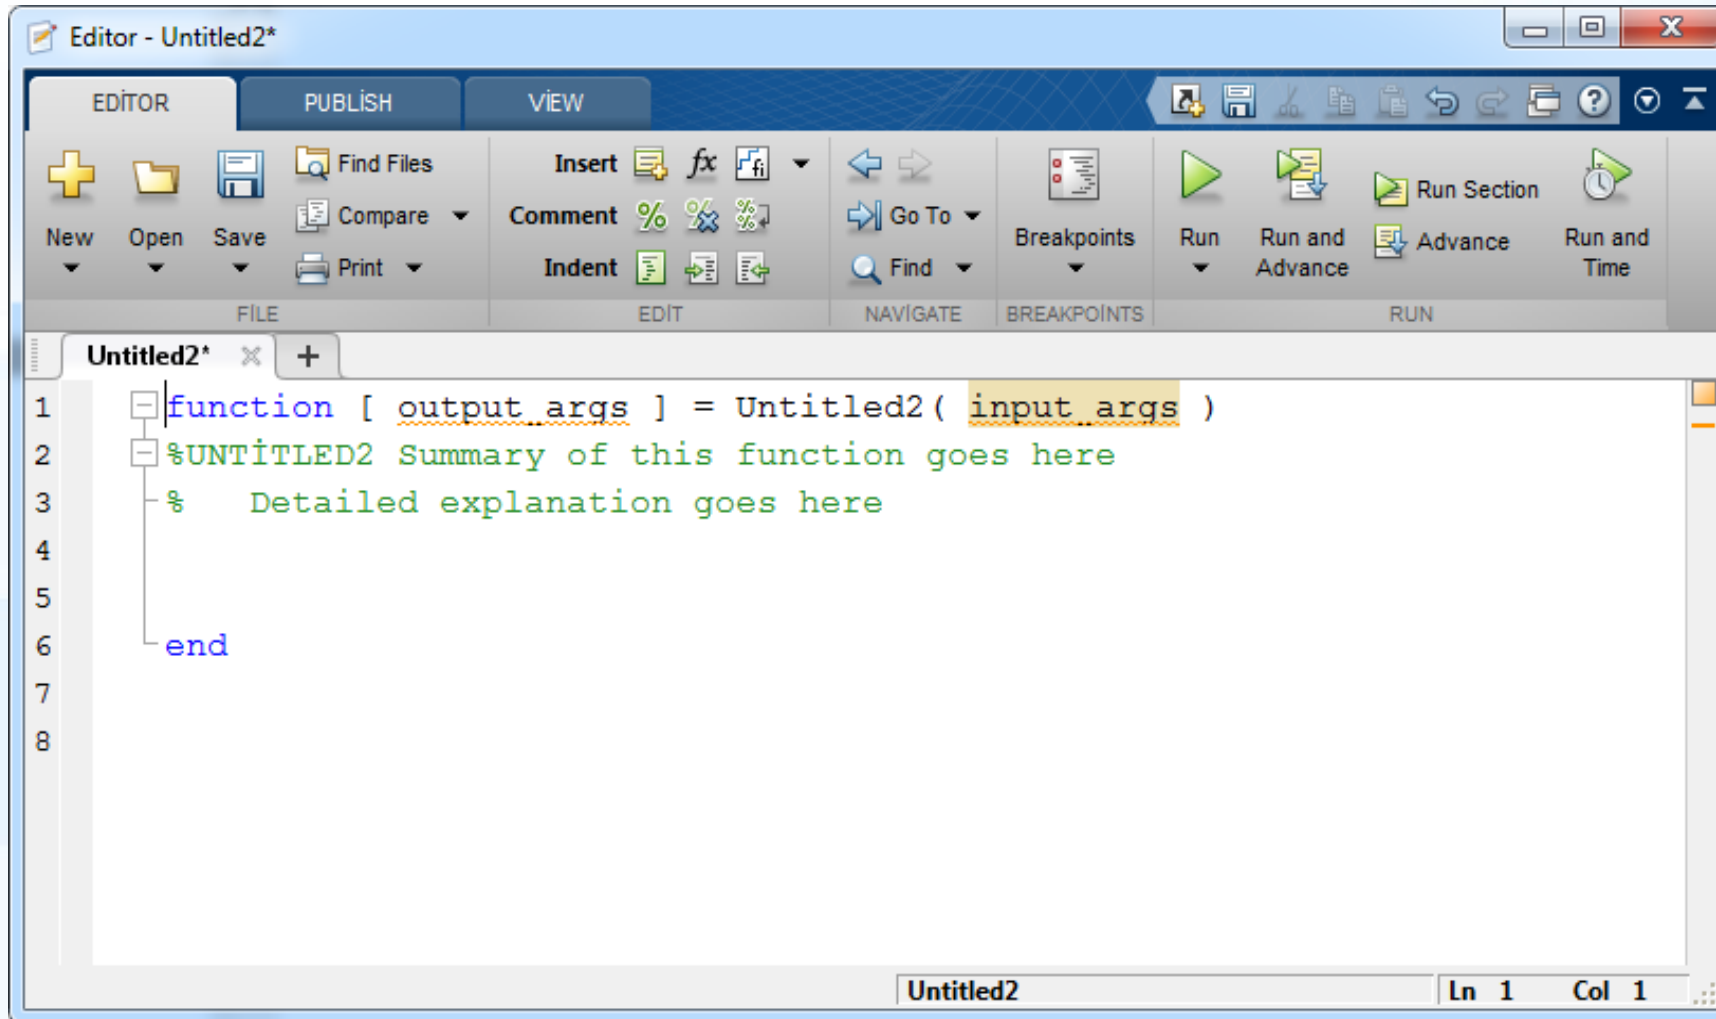 Editor - Untitled2*
EDİTOR PUBLİSH VİEW
Find Files Insert fx fi
New Open Save Compare Comment % % % Go To Breakpoints Run Run and Advance Run Section Advance Run and Time
Print Indent Find
FİLE EDİT NAVİGATE BREAKPOİNTS RUN
Untitled2* +
1 function [ output_args ] = Untitled2( input_args )
2 %UNTİTLED2 Summary of this function goes here
3 % Detailed explanation goes here
4
5
6 end
7
8
Untitled2 Ln 1 Col 1